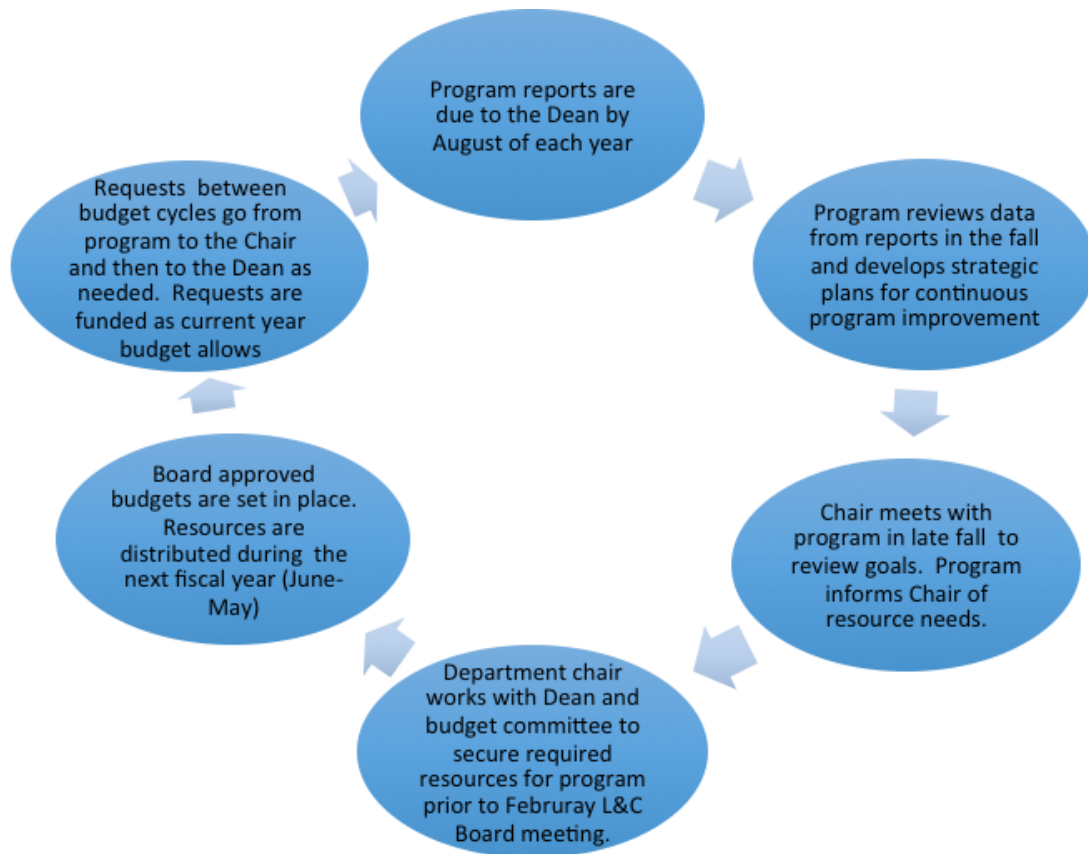 Program reports are
due to the Dean by
August of each year
Program reviews data
from reports in the fall
and develops strategic
plans for continuous
program improvement
Chair meets with
program in late fall to
review goals. Program
informs Chair of
resource needs.
Department chair
works with Dean and
budget committee to
secure required
resources for program
prior to Februray L&C
Board meeting.
Board approved
budgets are set in place.
Resources are
distributed during the
next fiscal year (June-
May)
Requests between
budget cycles go from
program to the Chair
and then to the Dean as
needed. Requests are
funded as current year
budget allows